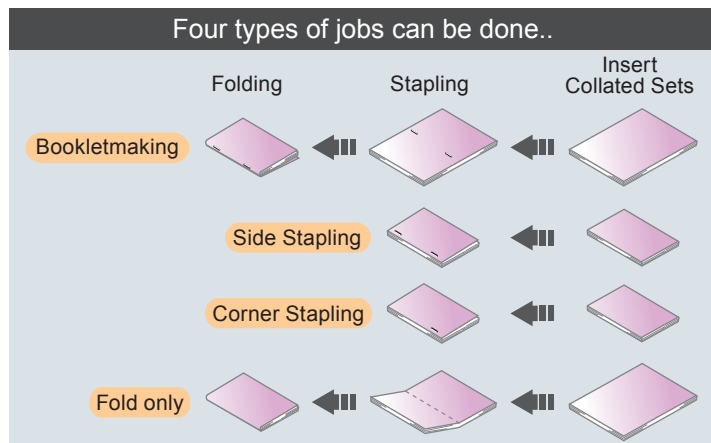 Four types of jobs can be done..
Folding
Stapling
Insert
Collated Sets
Bookletmaking
Side Stapling
Corner Stapling
Fold only